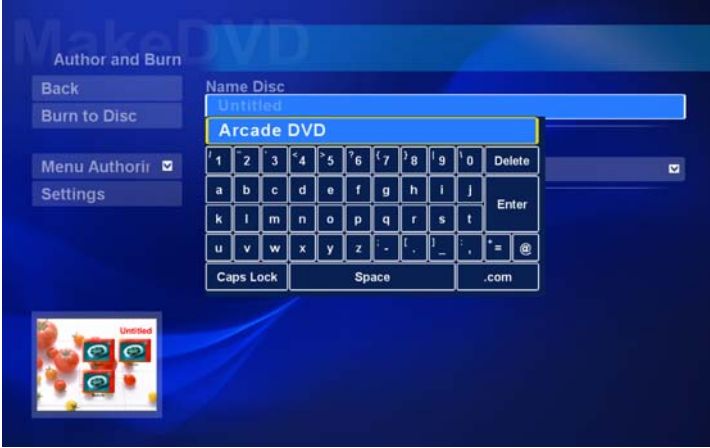 MakeDVD
Author and Burn
Back
Burn to Disc
Menu Authorin
Settings
Name Disc
Untitled
Arcade DVD
/ 1 ~ 2 3 < 4 > 5 ? 6 { 7 } 8 | 9 \ 0 Delete
a b c d e f g h i j
Enter
k l m n o p q r s t
u v w x y z ; - [ . ] _ : , * = @
Caps Lock Space .com
Untitled